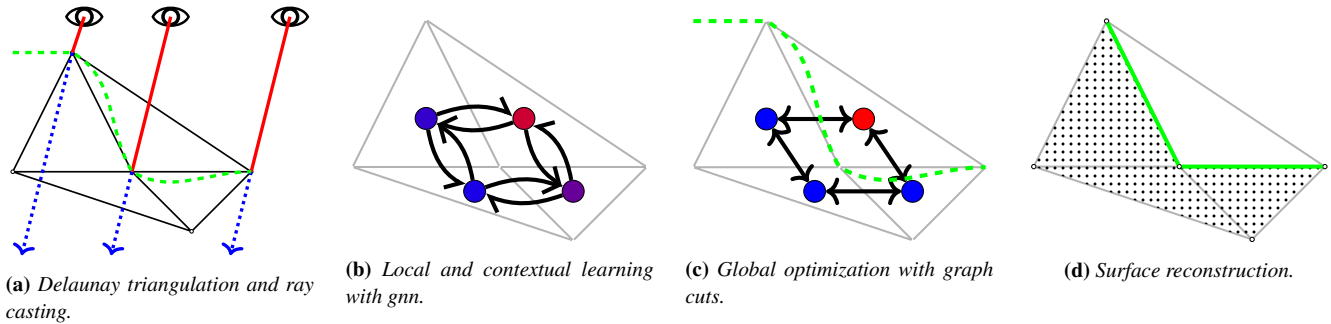 (a) Delaunay triangulation and ray
casting.
(b) Local and contextual learning
with gnn.
(c) Global optimization with graph
cuts.
(d) Surface reconstruction.